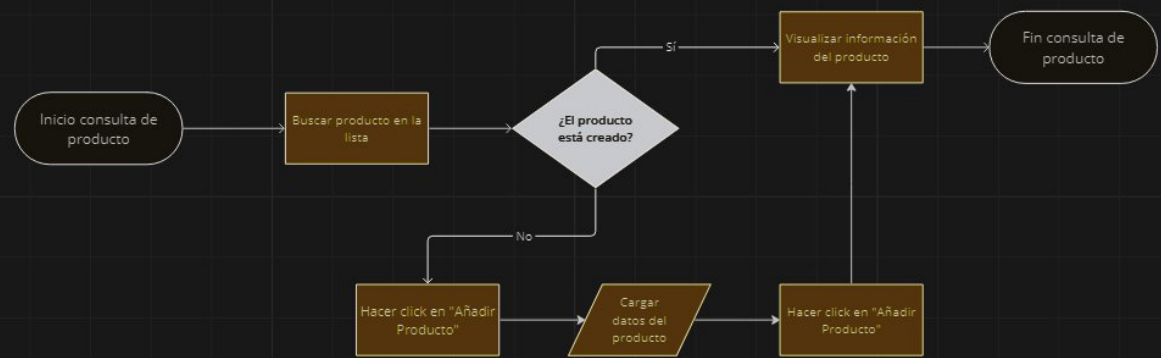 Inicio consulta de
producto
Buscar producto en la
lista
¿El producto
está creado?
Sí
Visualizar información
del producto
Fin consulta de
producto
No
Hacer click en "Añadir
Producto"
Cargar
datos del
producto
Hacer click en "Añadir
Producto"